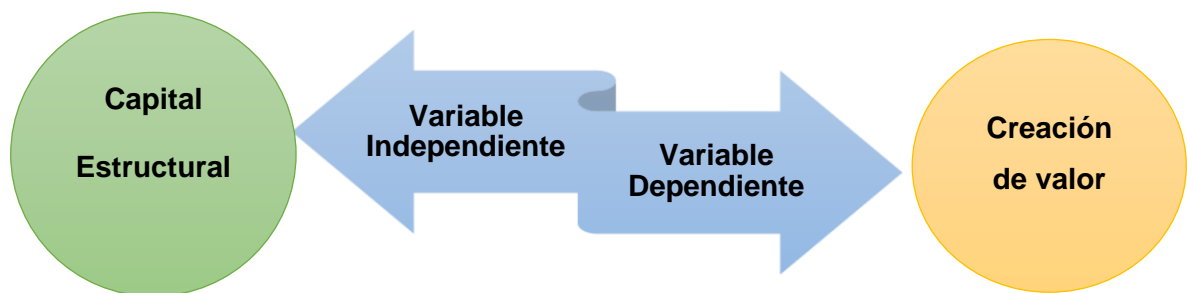 Capital
Estructural
Variable
Independiente
Variable
Dependiente
Creación
de valor